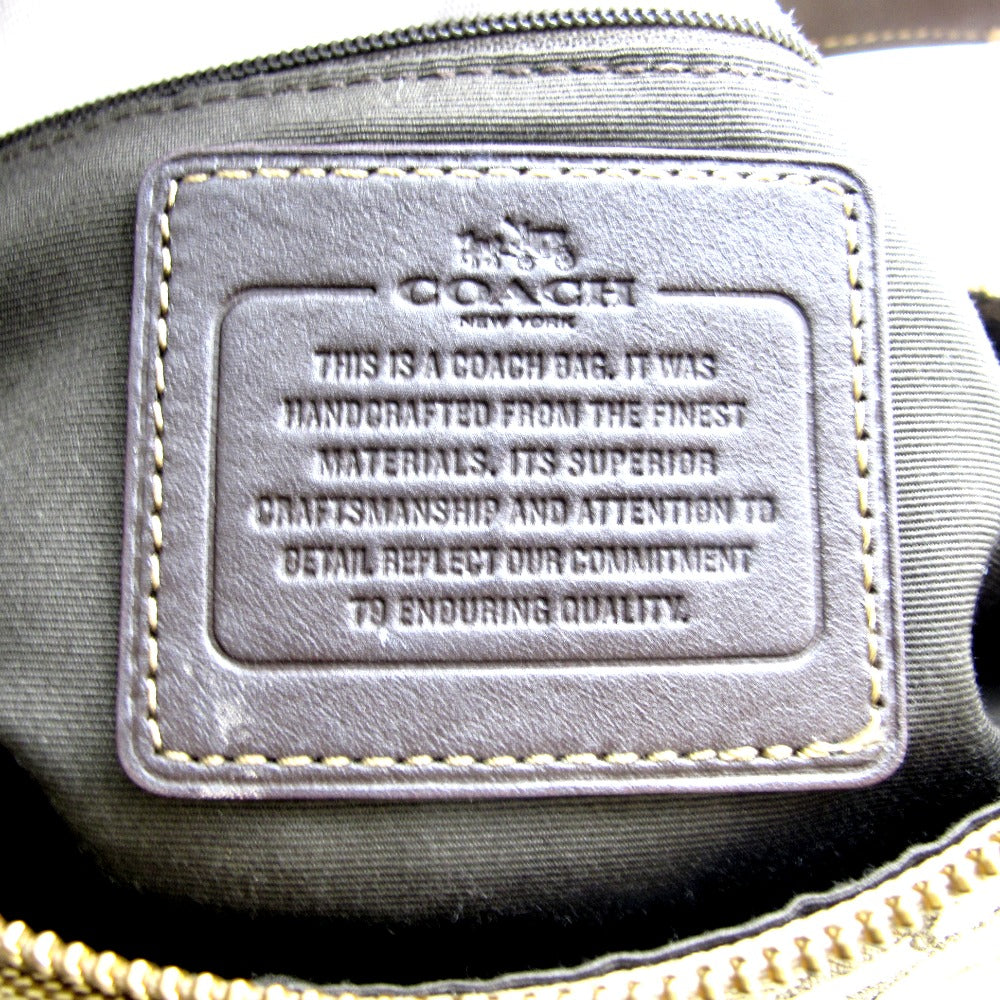 COACH
NEW YORK
THIS IS A COACH BAG. IT WAS
HANDCRAFTED FROM THE FINEST
MATERIALS. ITS SUPERIOR
CRAFTSMANSHIP AND ATTENTION TO
DETAIL REFLECT OUR COMMITMENT
TO ENDURING QUALITY.